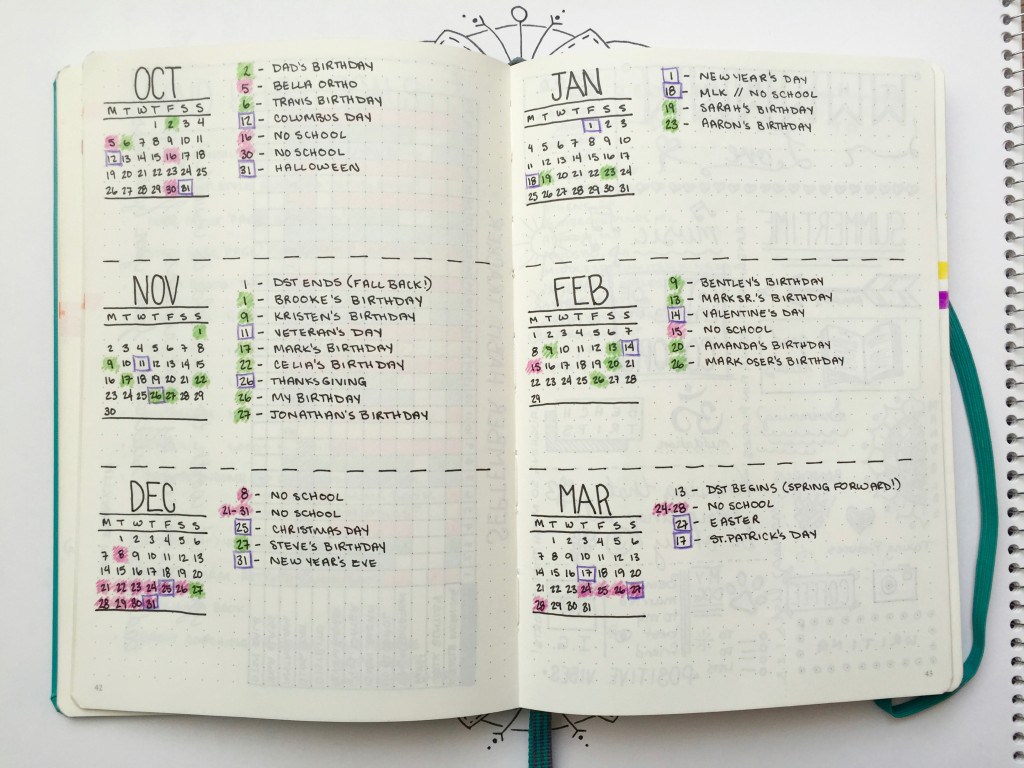 OCT
M T W T F S S
1 2 3 4
5 6 7 8 9 10 11
12 13 14 15 16 17 18
19 20 21 22 23 24 25
26 27 28 29 30 31
2 - DAD'S BIRTHDAY
5 - BELLA ORTHO
6 - TRAVIS BIRTHDAY
12 - COLUMBUS DAY
16 - NO SCHOOL
30 - NO SCHOOL
31 - HALLOWEEN
NOV
M T W T F S S
1
2 3 4 5 6 7 8
9 10 11 12 13 14 15
16 17 18 19 20 21 22
23 24 25 26 27 28 29
30
1 - DST ENDS (FALL BACK!)
1 - BROOKE'S BIRTHDAY
9 - KRISTEN'S BIRTHDAY
11 - VETERAN'S DAY
17 - MARK'S BIRTHDAY
22 - CELIA'S BIRTHDAY
26 - THANKSGIVING
26 - MY BIRTHDAY
27 - JONATHAN'S BIRTHDAY
DEC
M T W T F S S
1 2 3 4 5 6
7 8 9 10 11 12 13
14 15 16 17 18 19 20
21 22 23 24 25 26 27
28 29 30 31
8 - NO SCHOOL
21-31 - NO SCHOOL
25 - CHRISTMAS DAY
27 - STEVE'S BIRTHDAY
31 - NEW YEAR'S EVE
42
JAN
M T W T F S S
1 2 3
4 5 6 7 8 9 10
11 12 13 14 15 16 17
18 19 20 21 22 23 24
25 26 27 28 29 30 31
1 - NEW YEAR'S DAY
18 - MLK // NO SCHOOL
19 - SARAH'S BIRTHDAY
23 - AARON'S BIRTHDAY
FEB
M T W T F S S
1 2 3 4 5 6 7
8 9 10 11 12 13 14
15 16 17 18 19 20 21
22 23 24 25 26 27 28
29
9 - BENTLEY'S BIRTHDAY
13 - MARK SR.'S BIRTHDAY
14 - VALENTINE'S DAY
15 - NO SCHOOL
20 - AMANDA'S BIRTHDAY
26 - MARK OSER'S BIRTHDAY
MAR
M T W T F S S
1 2 3 4 5 6
7 8 9 10 11 12 13
14 15 16 17 18 19 20
21 22 23 24 25 26 27
28 29 30 31
13 - DST BEGINS (SPRING FORWARD!)
24-28 - NO SCHOOL
27 - EASTER
17 - ST. PATRICK'S DAY
43